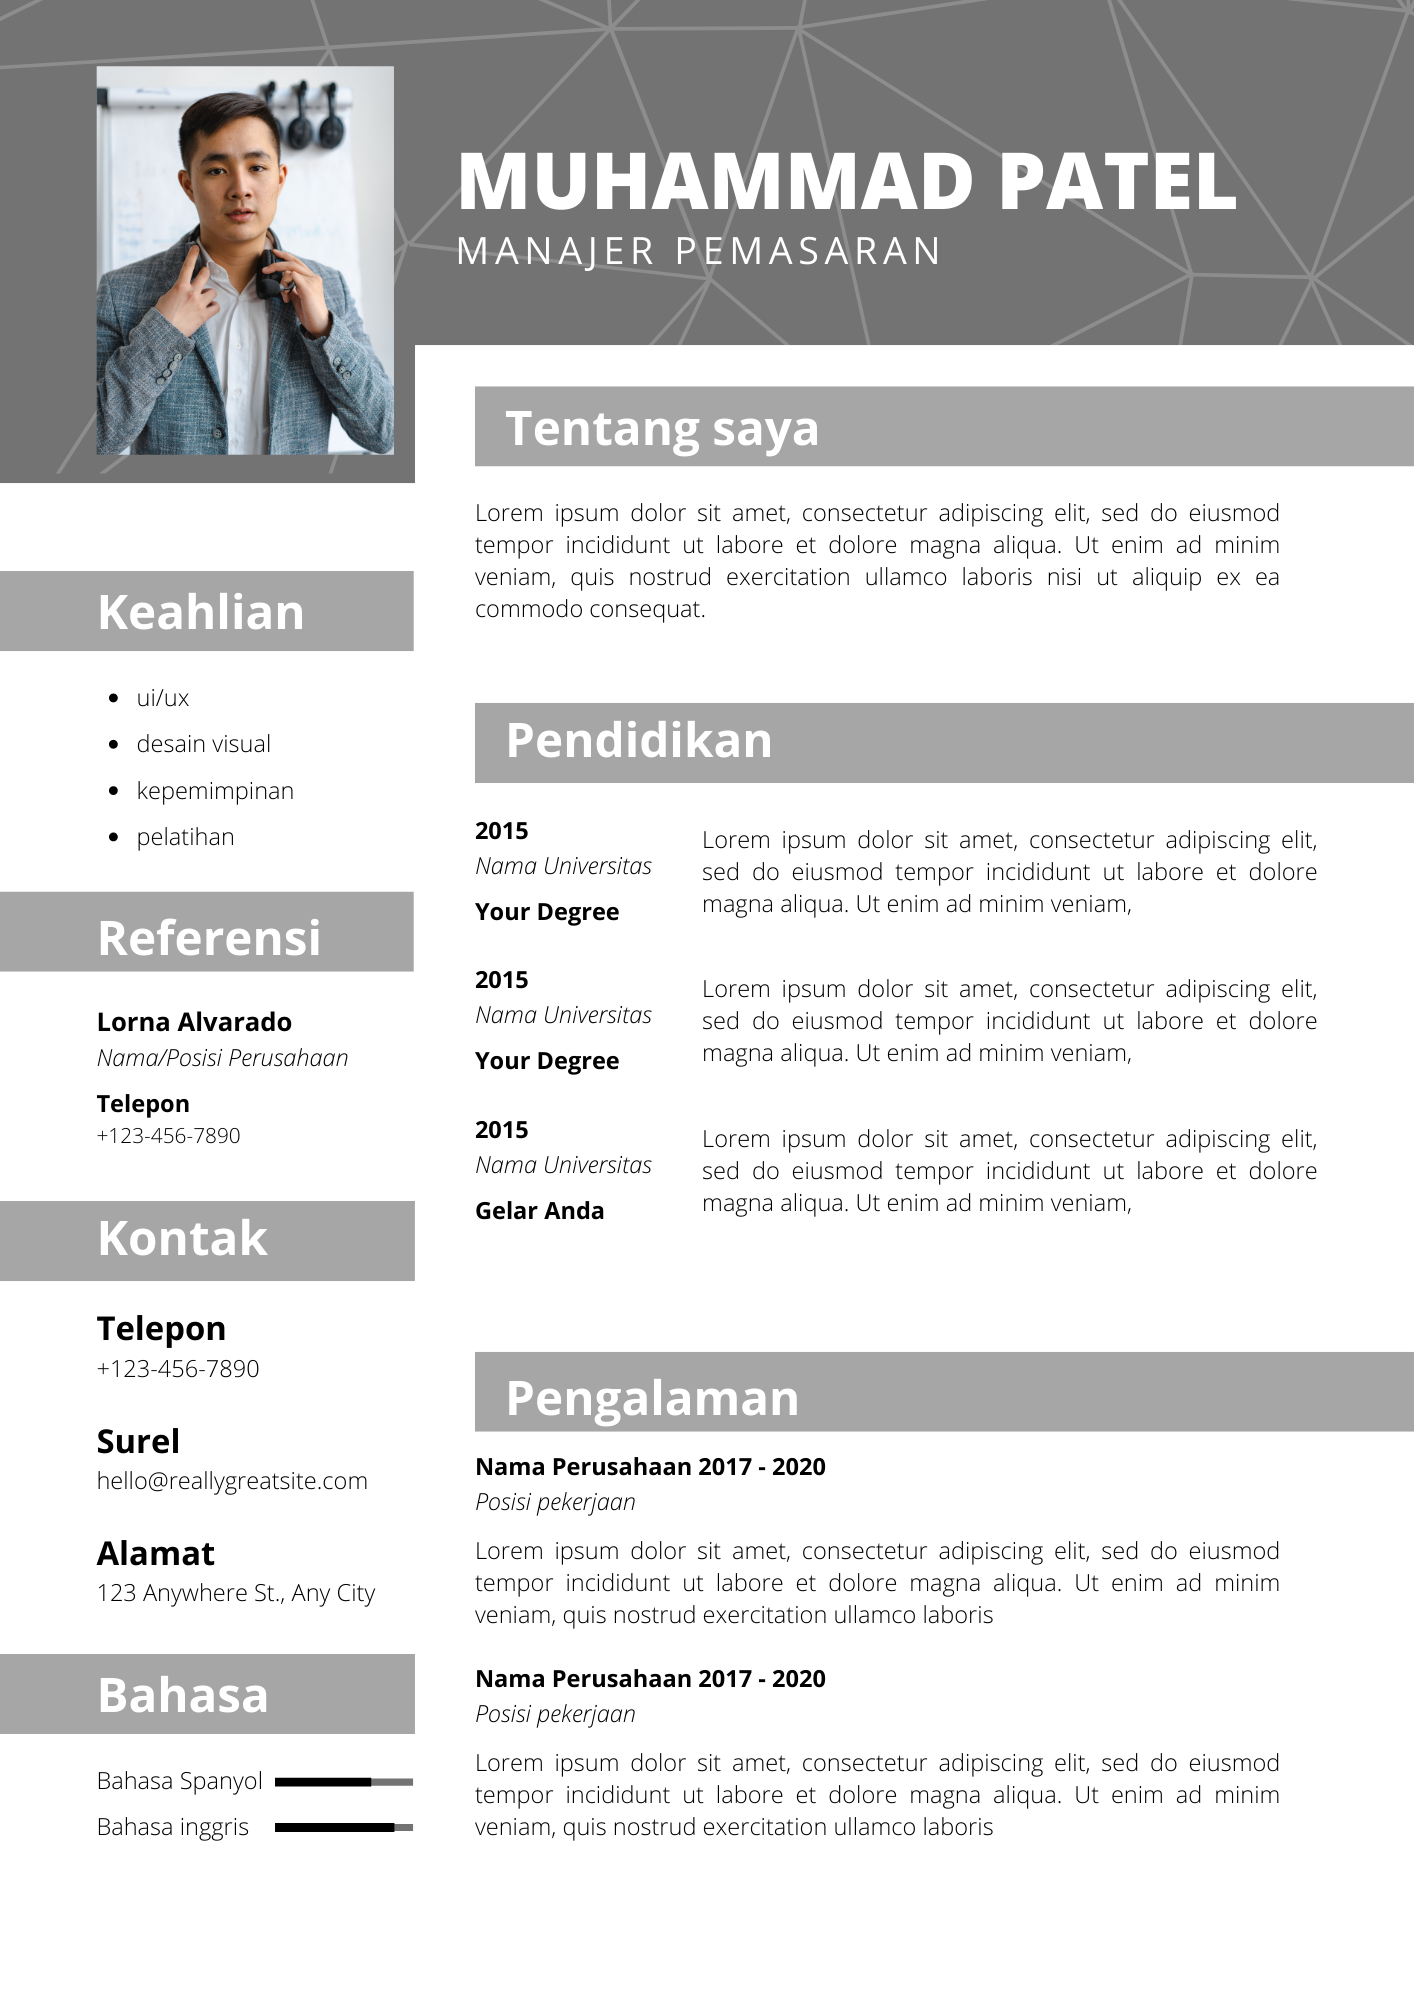 MUHAMMAD PATEL
MANAJER PEMASARAN
Keahlian
• ui/ux
• desain visual
• kepemimpinan
• pelatihan
Referensi
Lorna Alvarado
Nama/Posisi Perusahaan
Telepon
+123-456-7890
Kontak
Telepon
+123-456-7890
Surel
hello@reallygreatsite.com
Alamat
123 Anywhere St., Any City
Bahasa
Bahasa Spanyol
Bahasa inggris
Tentang saya
Lorem ipsum dolor sit amet, consectetur adipiscing elit, sed do eiusmod
tempor incididunt ut labore et dolore magna aliqua. Ut enim ad minim
veniam, quis nostrud exercitation ullamco laboris nisi ut aliquip ex ea
commodo consequat.
Pendidikan
2015
Nama Universitas
Your Degree
Lorem ipsum dolor sit amet, consectetur adipiscing elit,
sed do eiusmod tempor incididunt ut labore et dolore
magna aliqua. Ut enim ad minim veniam,
2015
Nama Universitas
Your Degree
Lorem ipsum dolor sit amet, consectetur adipiscing elit,
sed do eiusmod tempor incididunt ut labore et dolore
magna aliqua. Ut enim ad minim veniam,
2015
Nama Universitas
Gelar Anda
Lorem ipsum dolor sit amet, consectetur adipiscing elit,
sed do eiusmod tempor incididunt ut labore et dolore
magna aliqua. Ut enim ad minim veniam,
Pengalaman
Nama Perusahaan 2017 - 2020
Posisi pekerjaan
Lorem ipsum dolor sit amet, consectetur adipiscing elit, sed do eiusmod
tempor incididunt ut labore et dolore magna aliqua. Ut enim ad minim
veniam, quis nostrud exercitation ullamco laboris
Nama Perusahaan 2017 - 2020
Posisi pekerjaan
Lorem ipsum dolor sit amet, consectetur adipiscing elit, sed do eiusmod
tempor incididunt ut labore et dolore magna aliqua. Ut enim ad minim
veniam, quis nostrud exercitation ullamco laboris